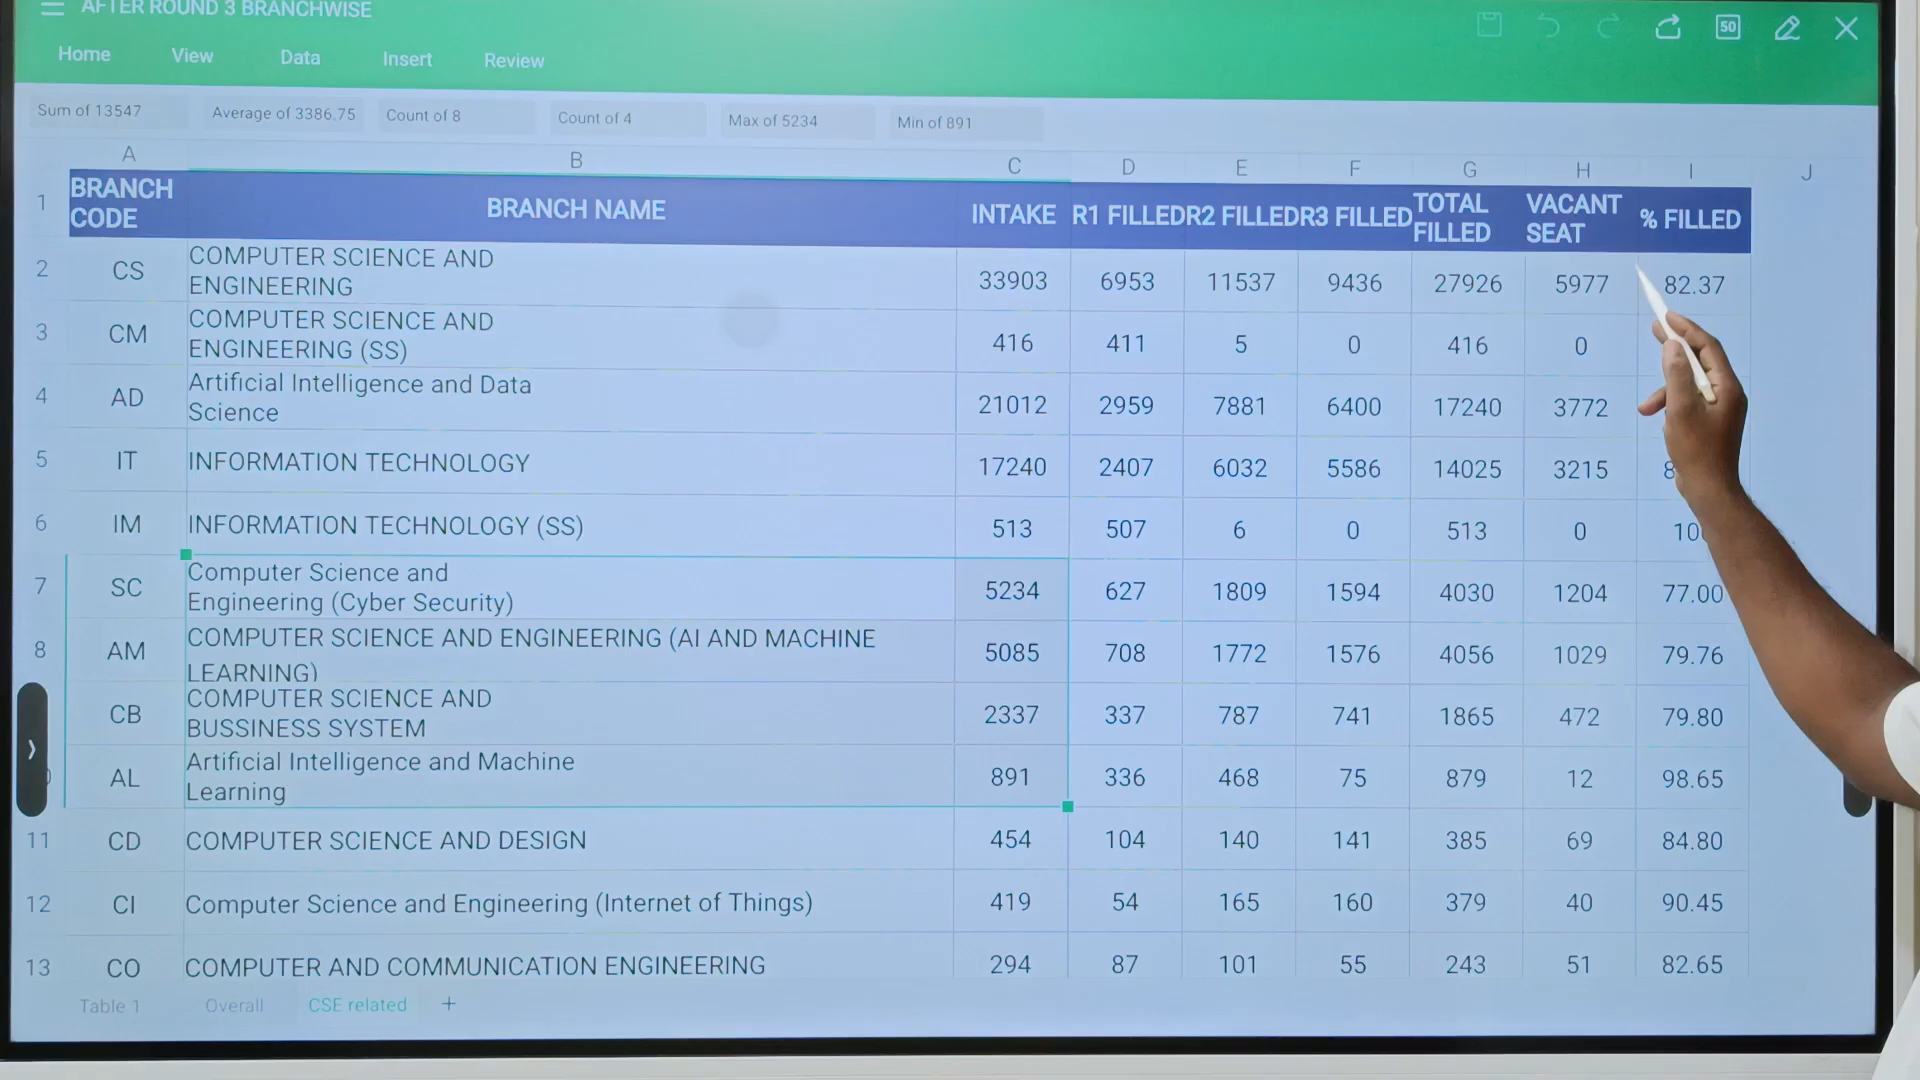 AFTER ROUND 3 BRANCHWISE
50
Home View Data Insert Review
Sum of 13547 Average of 3386.75 Count of 8 Count of 4 Max of 5234 Min of 891
A B C D E F G H I J
1 BRANCH CODE BRANCH NAME INTAKE R1 FILLED R2 FILLED R3 FILLED TOTAL FILLED VACANT SEAT % FILLED
2 CS COMPUTER SCIENCE AND ENGINEERING 33903 6953 11537 9436 27926 5977 82.37
3 CM COMPUTER SCIENCE AND ENGINEERING (SS) 416 411 5 0 416 0
4 AD Artificial Intelligence and Data Science 21012 2959 7881 6400 17240 3772
5 IT INFORMATION TECHNOLOGY 17240 2407 6032 5586 14025 3215
6 IM INFORMATION TECHNOLOGY (SS) 513 507 6 0 513 0
7 SC Computer Science and Engineering (Cyber Security) 5234 627 1809 1594 4030 1204 77.00
8 AM COMPUTER SCIENCE AND ENGINEERING (AI AND MACHINE LEARNING) 5085 708 1772 1576 4056 1029 79.76
CB COMPUTER SCIENCE AND BUSSINESS SYSTEM 2337 337 787 741 1865 472 79.80
AL Artificial Intelligence and Machine Learning 891 336 468 75 879 12 98.65
11 CD COMPUTER SCIENCE AND DESIGN 454 104 140 141 385 69 84.80
12 CI Computer Science and Engineering (Internet of Things) 419 54 165 160 379 40 90.45
13 CO COMPUTER AND COMMUNICATION ENGINEERING 294 87 101 55 243 51 82.65
Table 1 Overall CSE related +